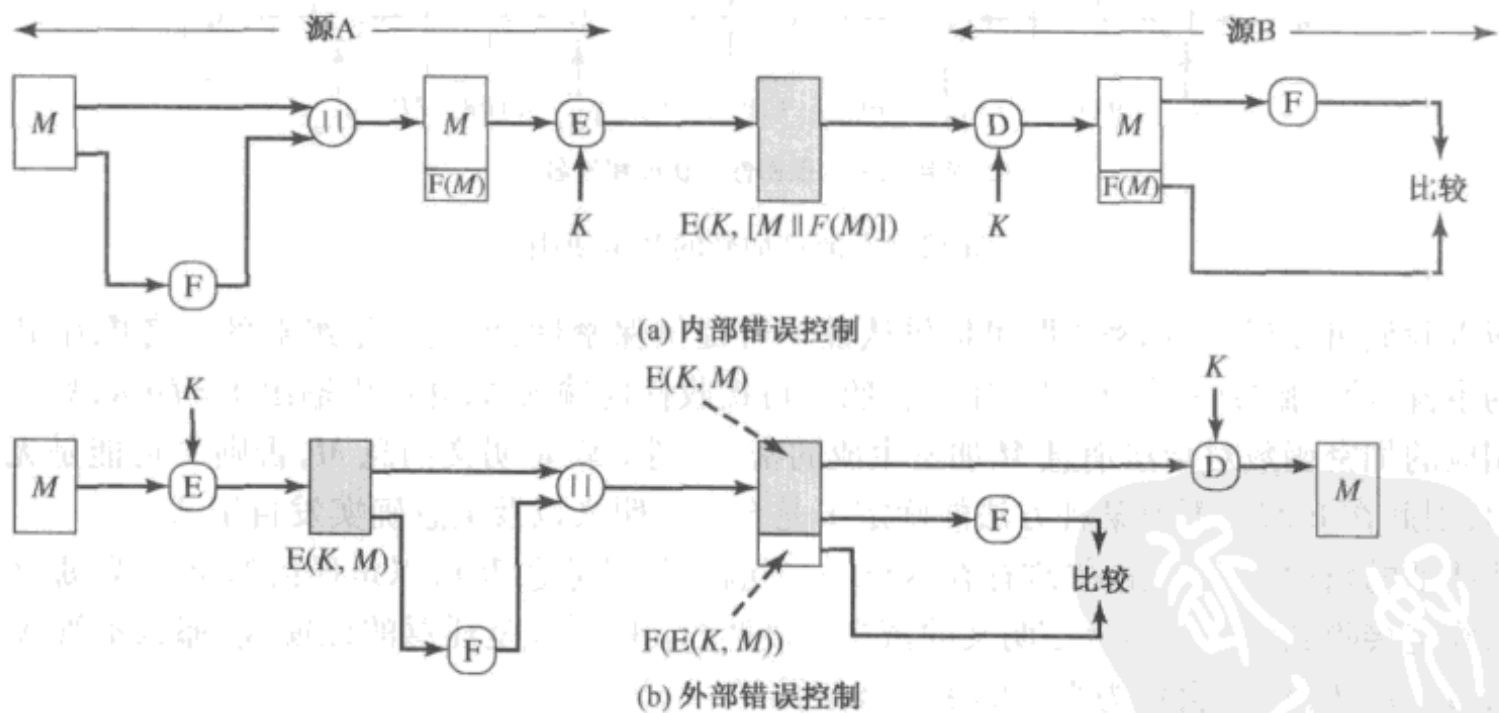 源A 源B
M || M E D M F
F(M) F(M) 比较
K E(K, [M || F(M)]) K
F
(a) 内部错误控制
E(K, M)
K K
M E || D M
F
E(K, M) 比较
F F(E(K, M))
(b) 外部错误控制